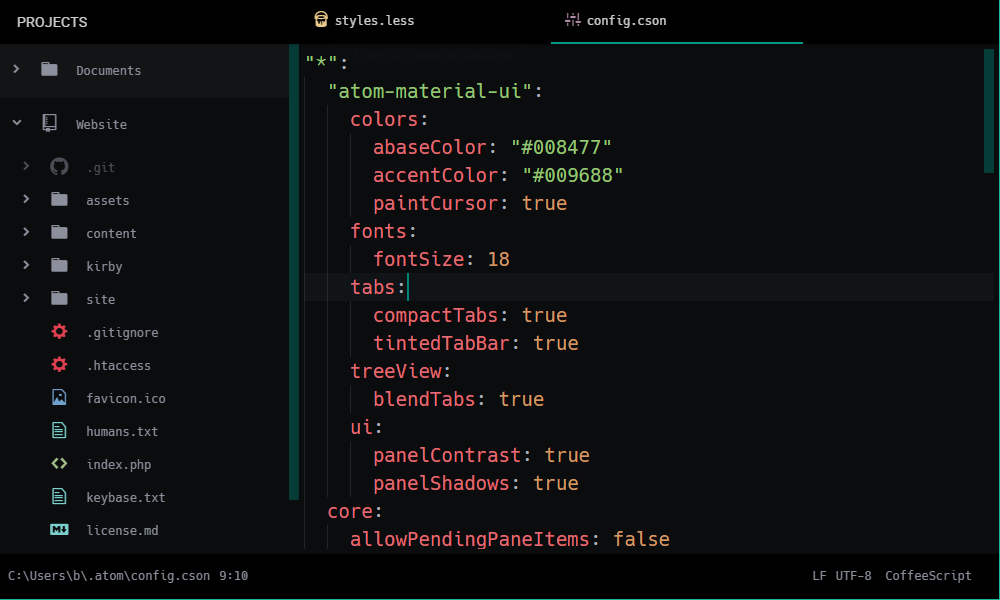 PROJECTS
styles.less
config.cson
Documents
Website
.git
assets
content
kirby
site
.gitignore
.htaccess
favicon.ico
humans.txt
index.php
keybase.txt
M↓
license.md
"*":
"atom-material-ui":
colors:
abaseColor: "#008477"
accentColor: "#009688"
paintCursor: true
fonts:
fontSize: 18
tabs:
compactTabs: true
tintedTabBar: true
treeView:
blendTabs: true
ui:
panelContrast: true
panelShadows: true
core:
allowPendingPaneItems: false
C:\Users\b\.atom\config.cson 9:10
LF UTF-8 CoffeeScript